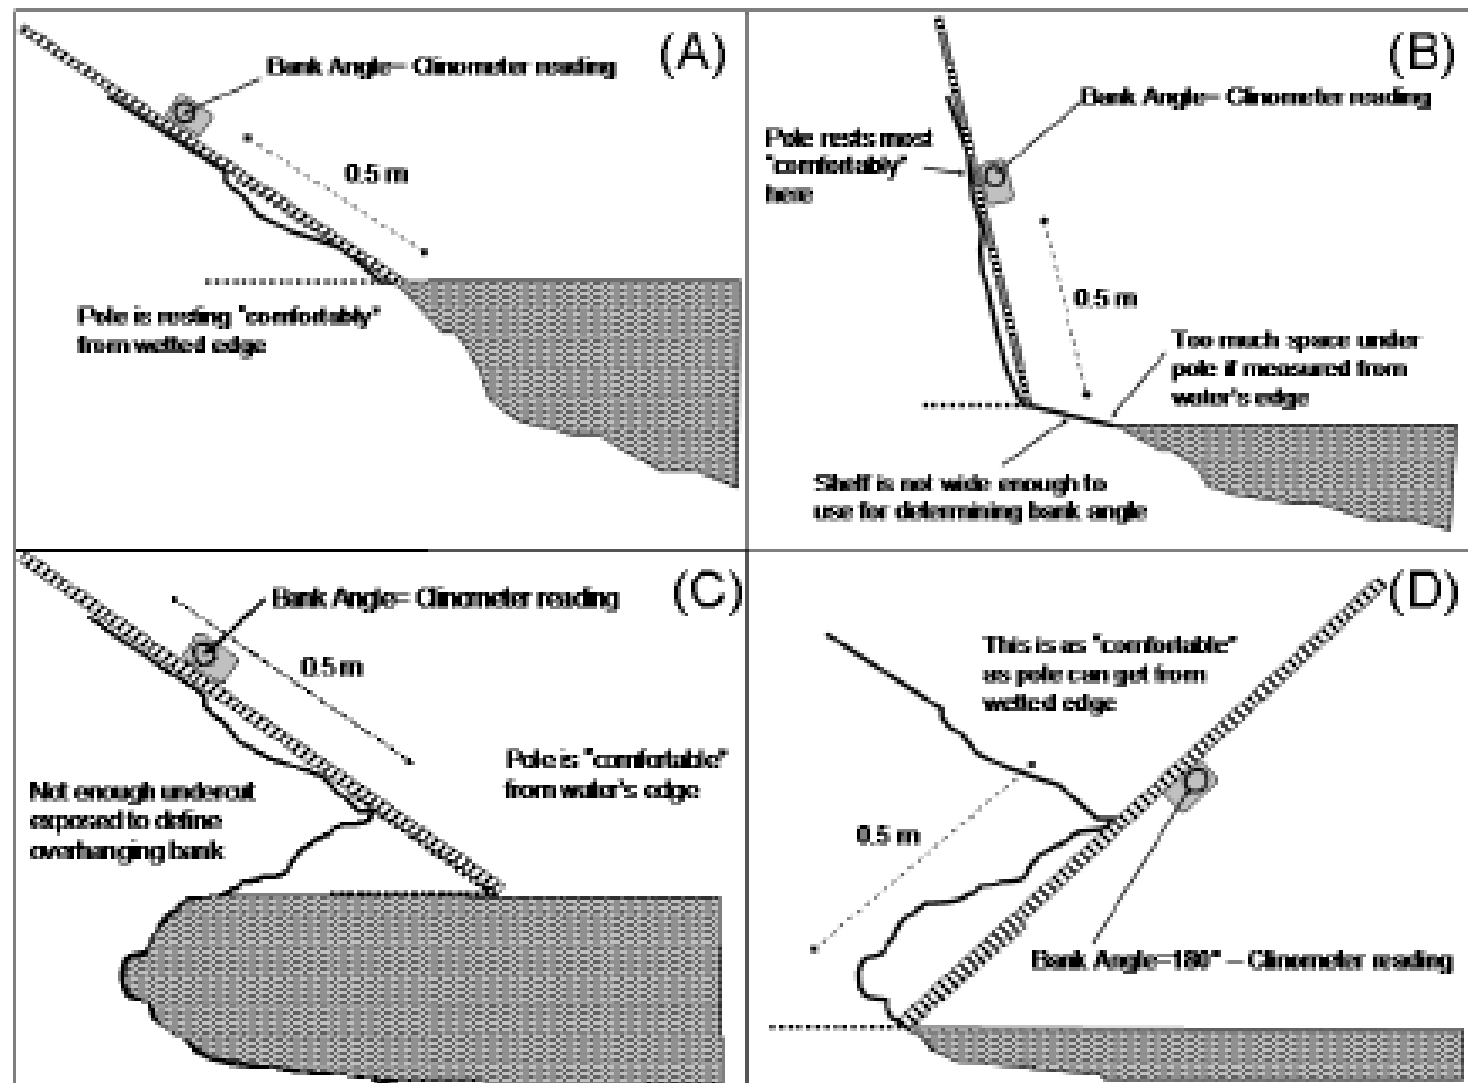 (A)
Bank Angle= Clinometer reading
0.5 m
Pole is resting "comfortably"
from wetted edge
(B)
Bank Angle= Clinometer reading
Pole rests most
"comfortably"
here
0.5 m
Too much space under
pole if measured from
water's edge
Shelf is not wide enough to
use for determining bank angle
(C)
Bank Angle= Clinometer reading
0.5 m
Pole is "comfortable"
from water's edge
Not enough undercut
exposed to define
overhanging bank
(D)
This is as "comfortable"
as pole can get from
wetted edge
0.5 m
Bank Angle=180° – Clinometer reading